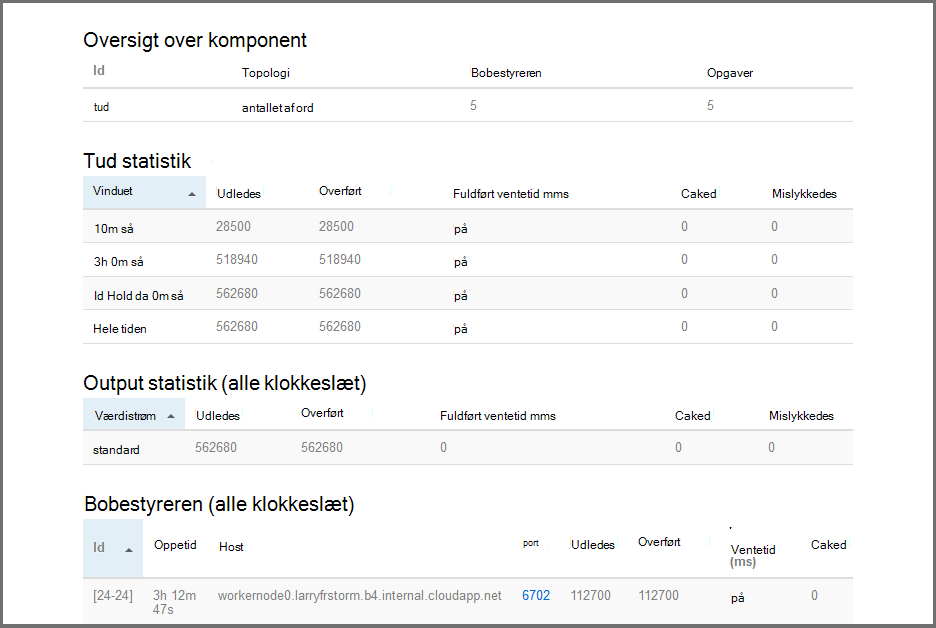 Oversigt over komponent
Id Topologi Bobestyreren Opgaver
tud antallet af ord 5 5
Tud statistik
Vinduet Udledes Overført Fuldført ventetid mms Caked Mislykkedes
10m så 28500 28500 på 0 0
3h 0m så 518940 518940 på 0 0
Id Hold da 0m så 562680 562680 på 0 0
Hele tiden 562680 562680 på 0 0
Output statistik (alle klokkeslæt)
Værdistrøm Udledes Overført Fuldført ventetid mms Caked Mislykkedes
standard 562680 562680 0 0 0
Bobestyreren (alle klokkeslæt)
Id Oppetid Host port Udledes Overført Ventetid (ms) Caked
[24-24] 3h 12m 47s workernode0.larryfrstorm.b4.internal.cloudapp.net 6702 112700 112700 på 0